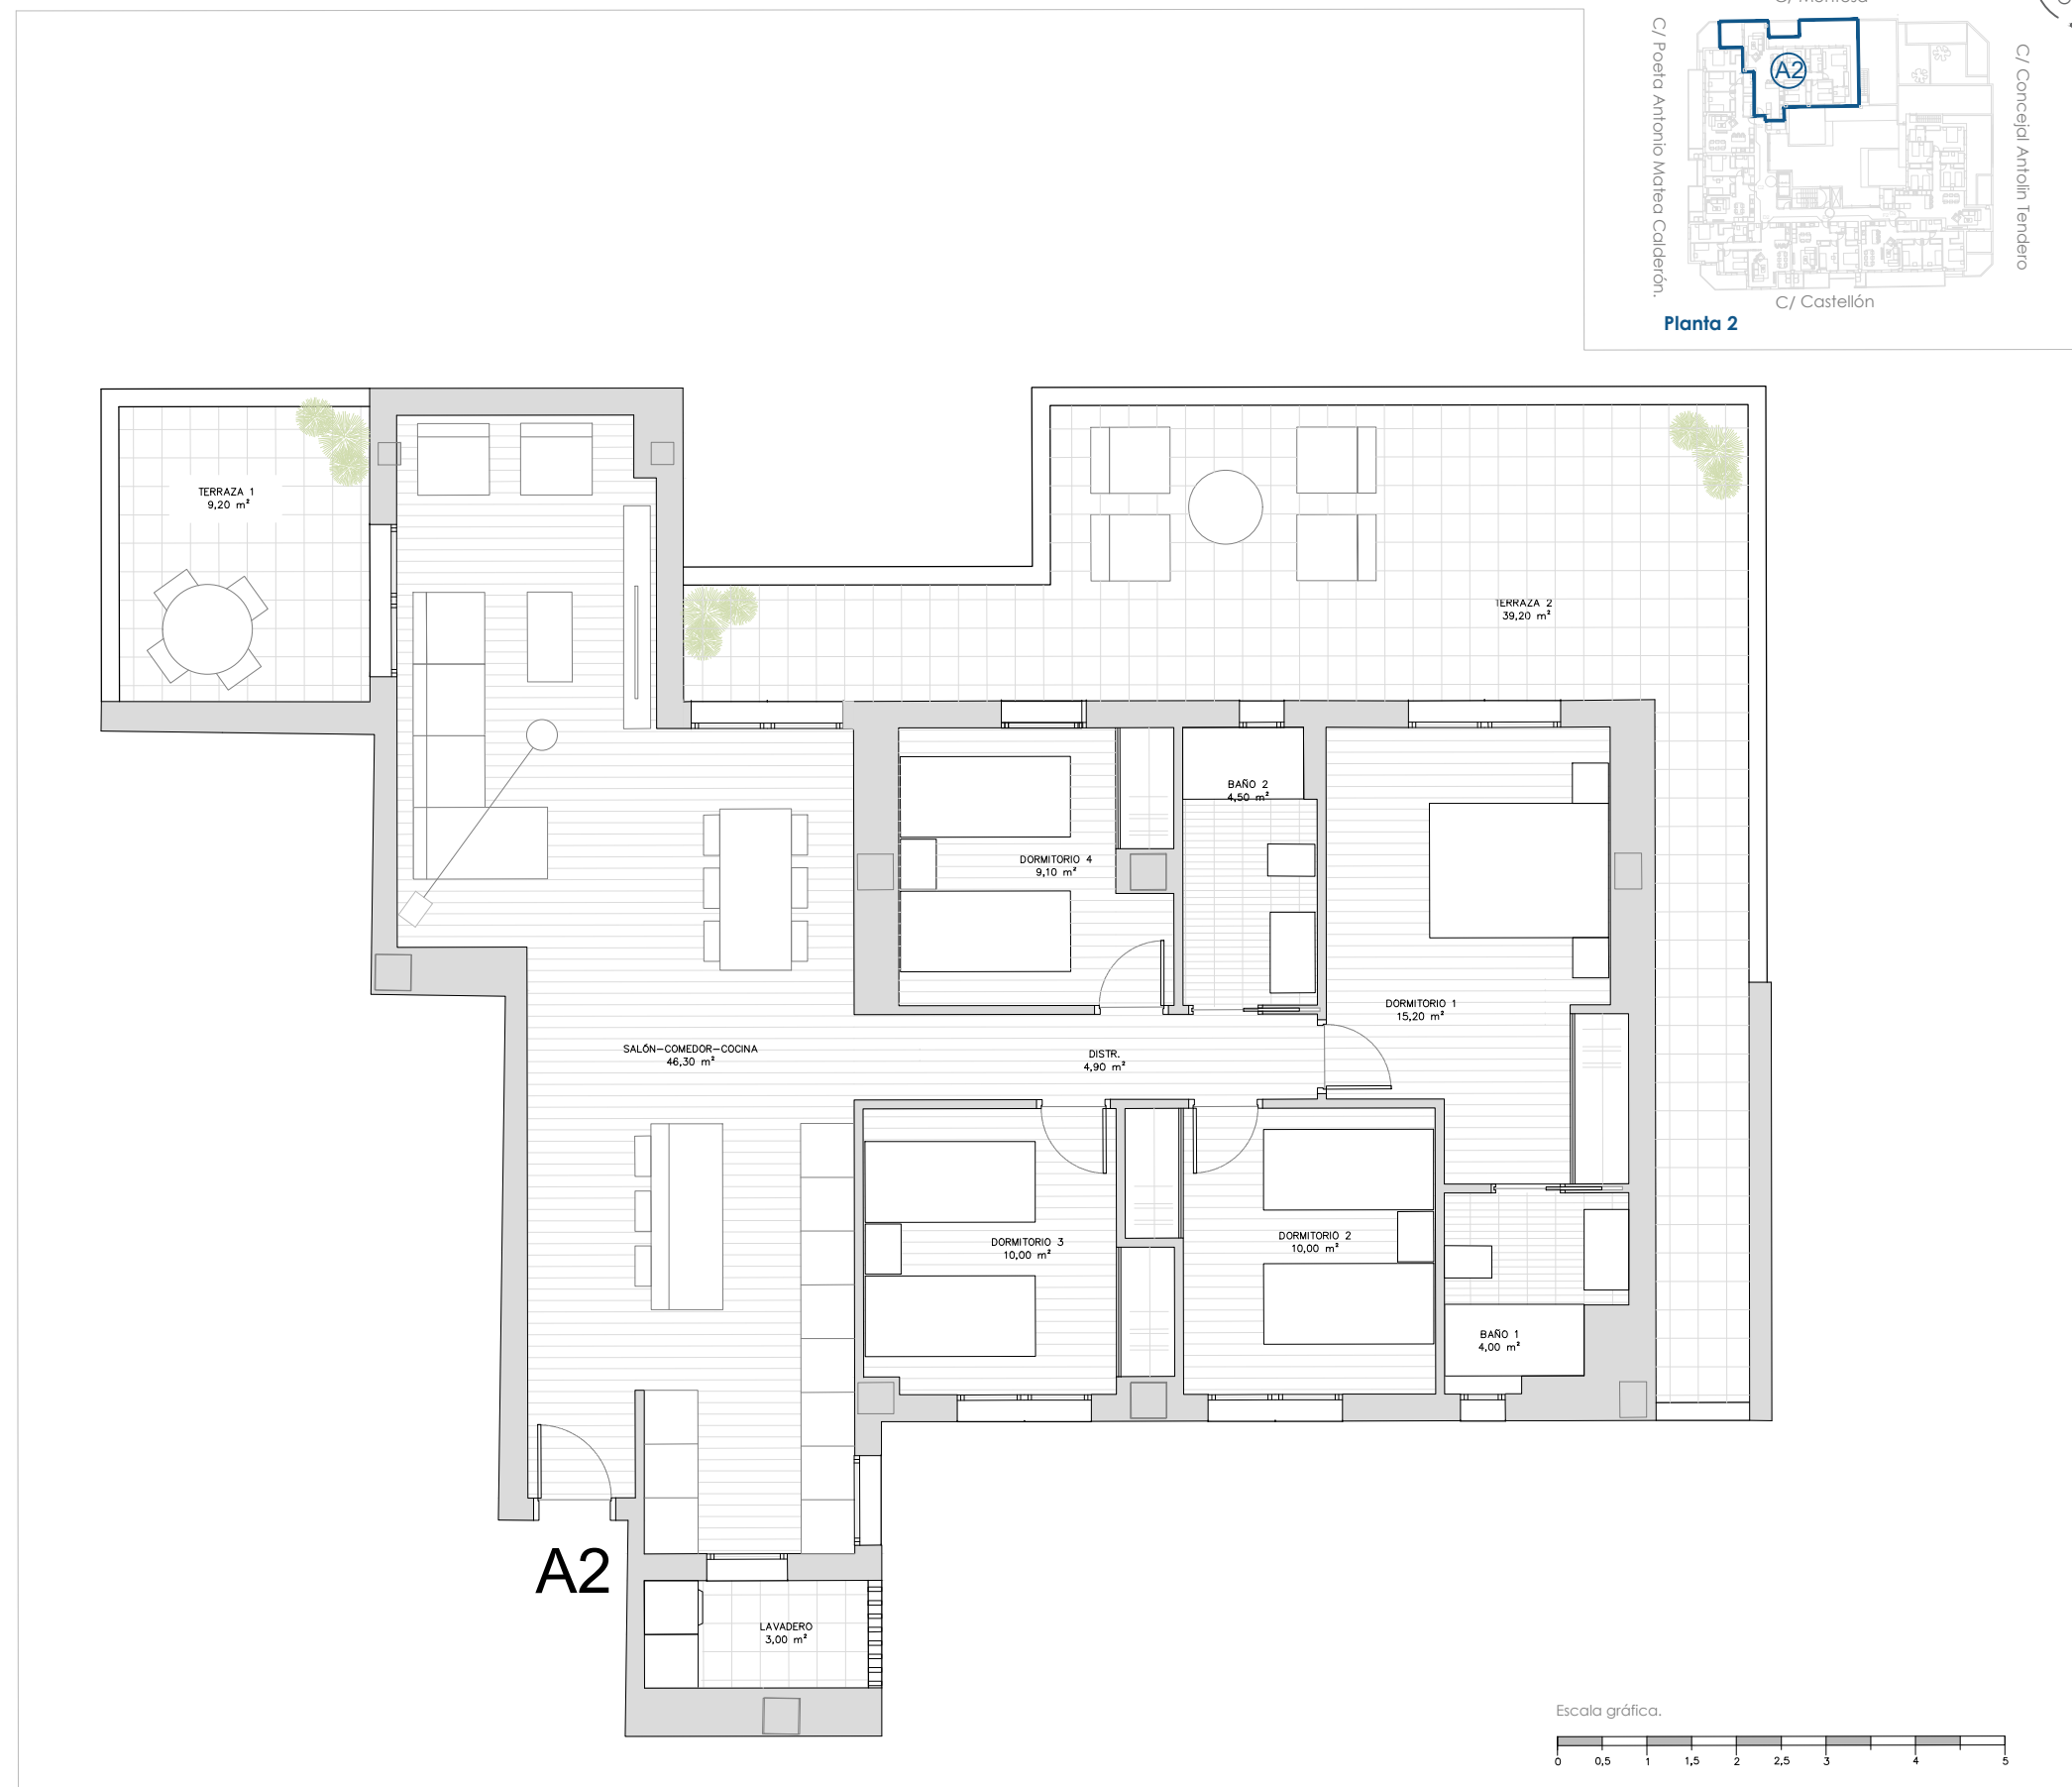 C/ Montesa
C/ Poeta Antonio Matea Calderón.
A2
C/ Concejal Antolin Tendero
C/ Castellón
Planta 2
TERRAZA 1
9,20 m²
TERRAZA 2
39,20 m²
BAÑO 2
4,50 m²
DORMITORIO 4
9,10 m²
DORMITORIO 1
15,20 m²
SALÓN-COMEDOR-COCINA
46,30 m²
DISTR.
4,90 m²
DORMITORIO 3
10,00 m²
DORMITORIO 2
10,00 m²
BAÑO 1
4,00 m²
A2
LAVADERO
3,00 m²
Escala gráfica.
0 0,5 1 1,5 2 2,5 3 4 5